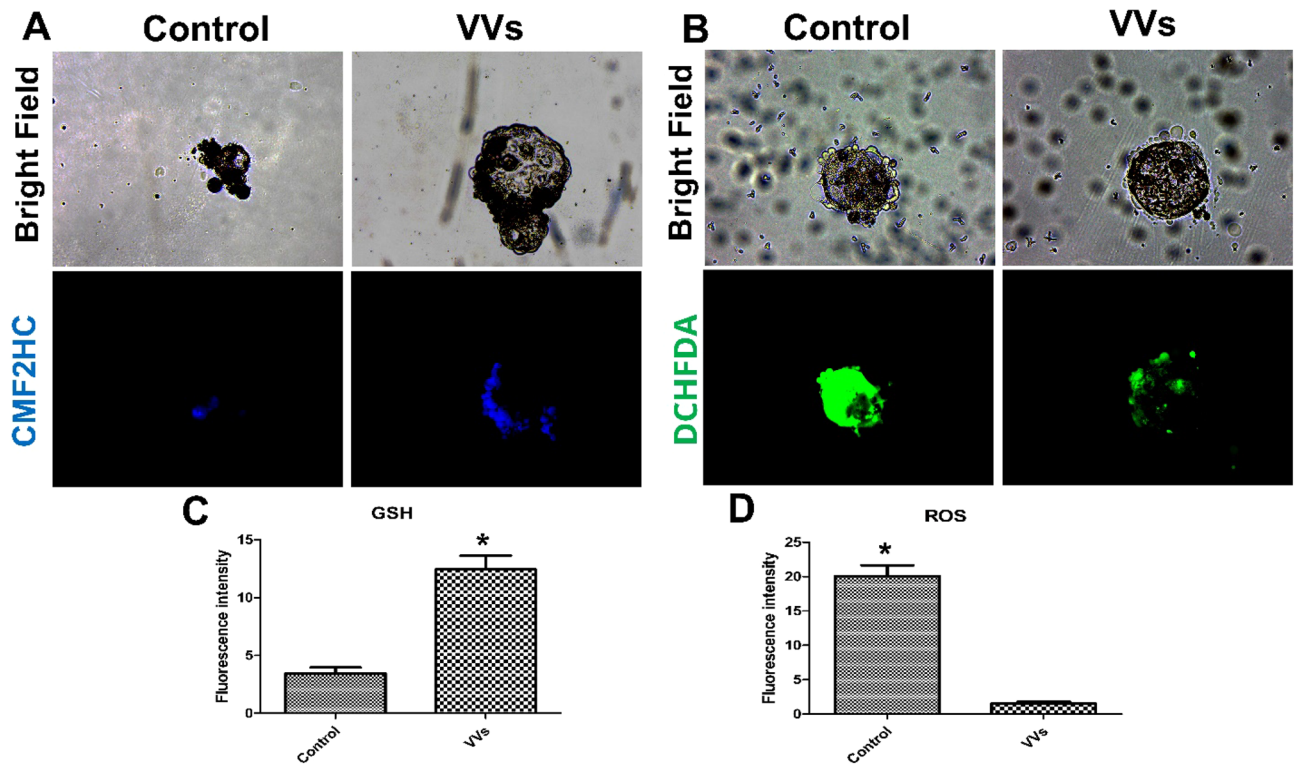 A
Control
VVs
B
Control
VVs
Bright Field
Bright Field
CMF2HC
DCHFDA
C
GSH
Fluorescence intensity
15
10
5
0
*
Control
VVs
D
ROS
Fluorescence intensity
25
20
15
10
5
0
*
Control
VVs